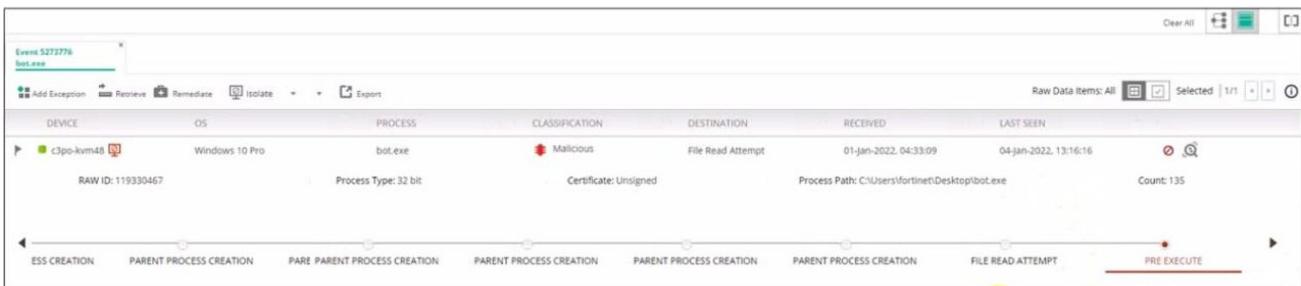 Clear All
Event 5273776
bot.exe
Add Exception Retrieve Remediate Isolate Export Raw Data Items: All Selected 1/1
DEVICE OS PROCESS CLASSIFICATION DESTINATION RECEIVED LAST SEEN
c3po-kvm48 Windows 10 Pro bot.exe Malicious File Read Attempt 01-Jan-2022, 04:33:09 04-Jan-2022, 13:16:16
RAW ID: 119330467 Process Type: 32 bit Certificate: Unsigned Process Path: C:\Users\fortinet\Desktop\bot.exe Count: 135
ESS CREATION PARENT PROCESS CREATION PARE PARENT PROCESS CREATION PARENT PROCESS CREATION PARENT PROCESS CREATION PARENT PROCESS CREATION FILE READ ATTEMPT PRE EXECUTE